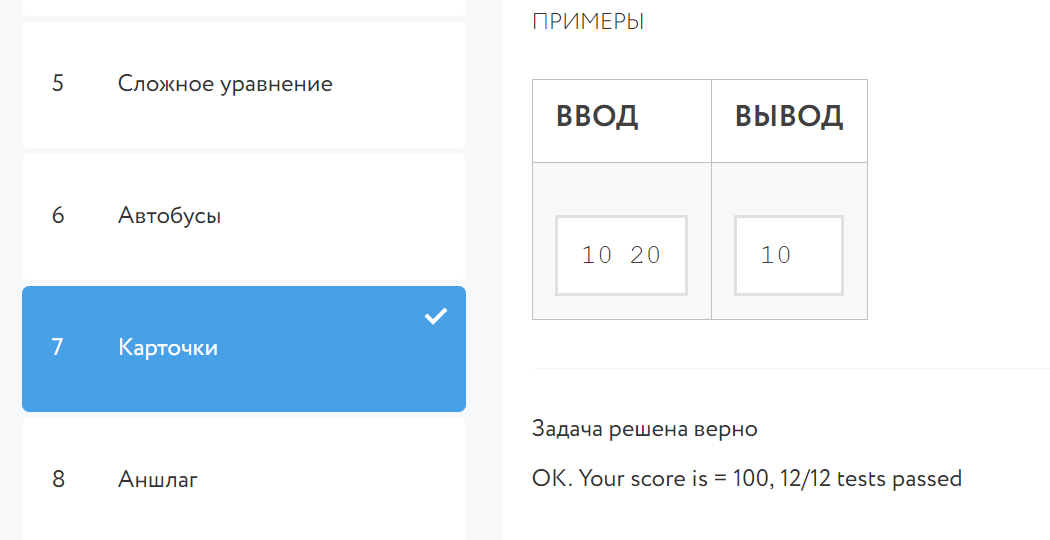 5 Сложное уравнение
6 Автобусы
7 Карточки
8 Аншлаг
ПРИМЕРЫ
ВВОД ВЫВОД
10 20 10
Задача решена верно
OK. Your score is = 100, 12/12 tests passed